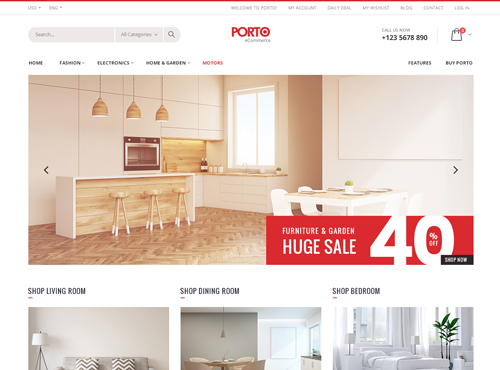 USD ENG WELCOME TO PORTO! MY ACCOUNT DAILY DEAL MY WISHLIST BLOG CONTACT LOG IN
Search... All Categories PORTO eCommerce CALL US NOW +123 5678 890 0
HOME FASHION ELECTRONICS HOME & GARDEN MOTORS FEATURES BUY PORTO
FURNITURE & GARDEN
HUGE SALE
40% OFF
SHOP NOW
SHOP LIVING ROOM SHOP DINING ROOM SHOP BEDROOM